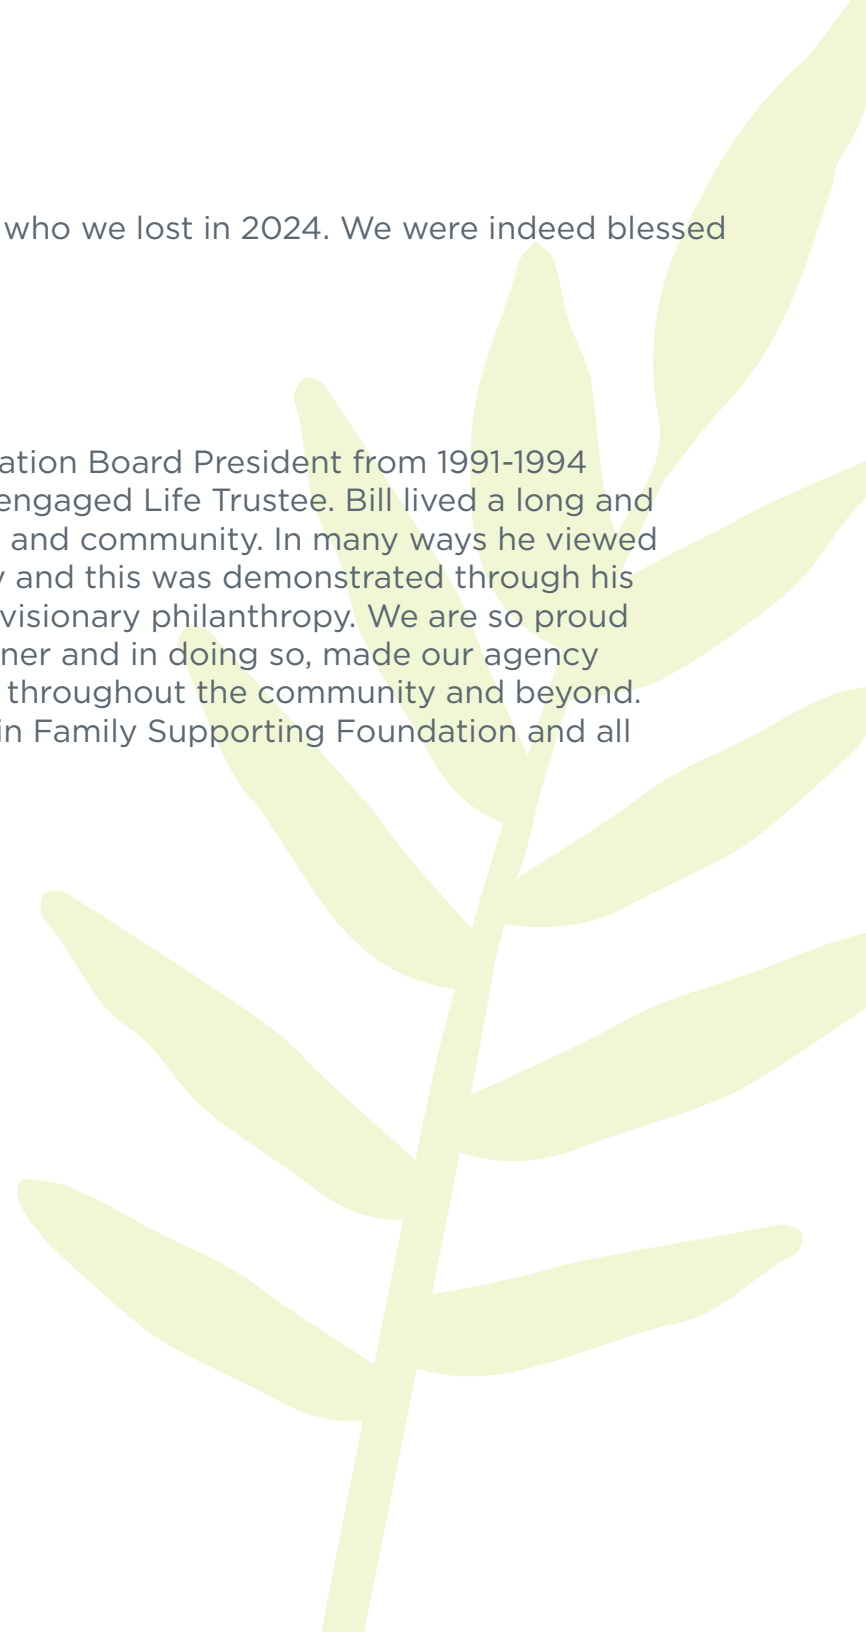 who we lost in 2024. We were indeed blessed
ation Board President from 1991-1994
engaged Life Trustee. Bill lived a long and
and community. In many ways he viewed
and this was demonstrated through his
visionary philanthropy. We are so proud
ner and in doing so, made our agency
throughout the community and beyond.
in Family Supporting Foundation and all